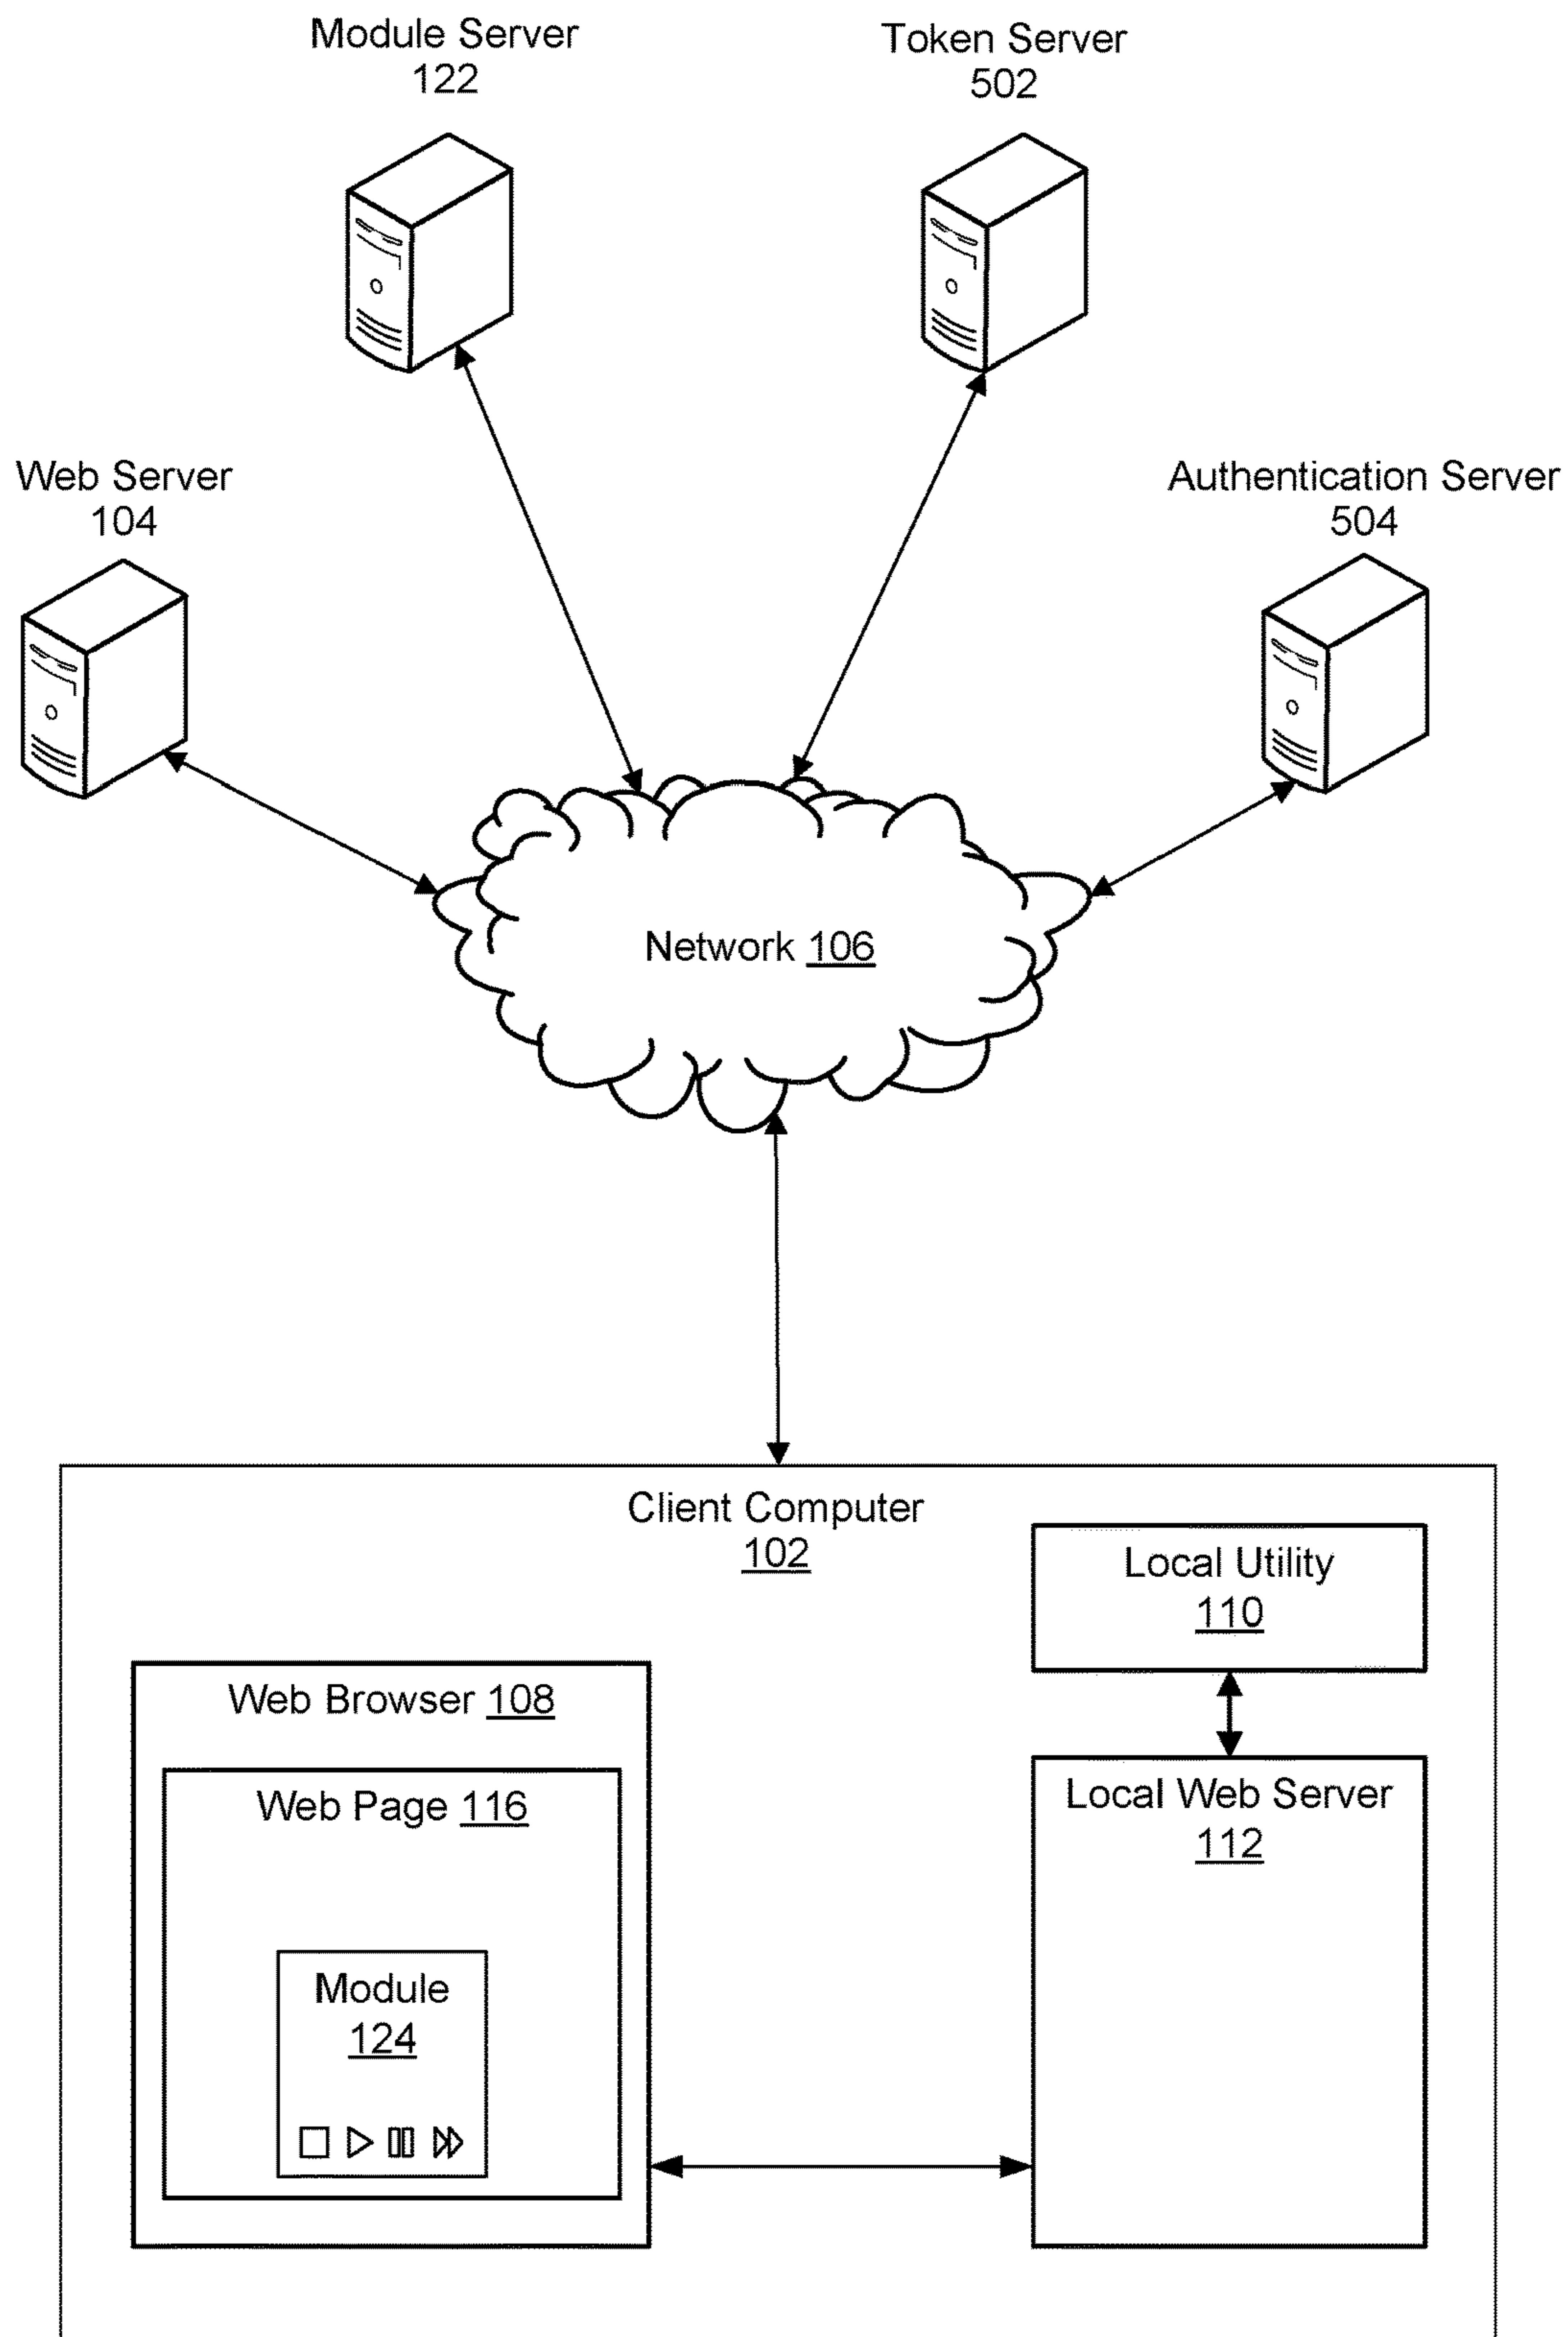 Module Server
122
Token Server
502
Web Server
104
Authentication Server
504
Network 106
Client Computer
102
Local Utility
110
Web Browser 108
Local Web Server
112
Web Page 116
Module
124